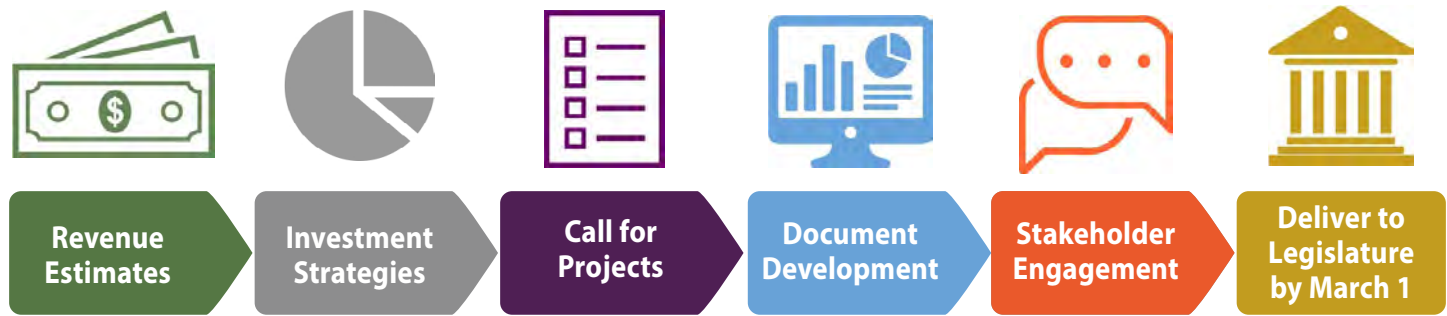 $
Revenue
Estimates
Investment
Strategies
Call for
Projects
Document
Development
Stakeholder
Engagement
Deliver to
Legislature
by March 1